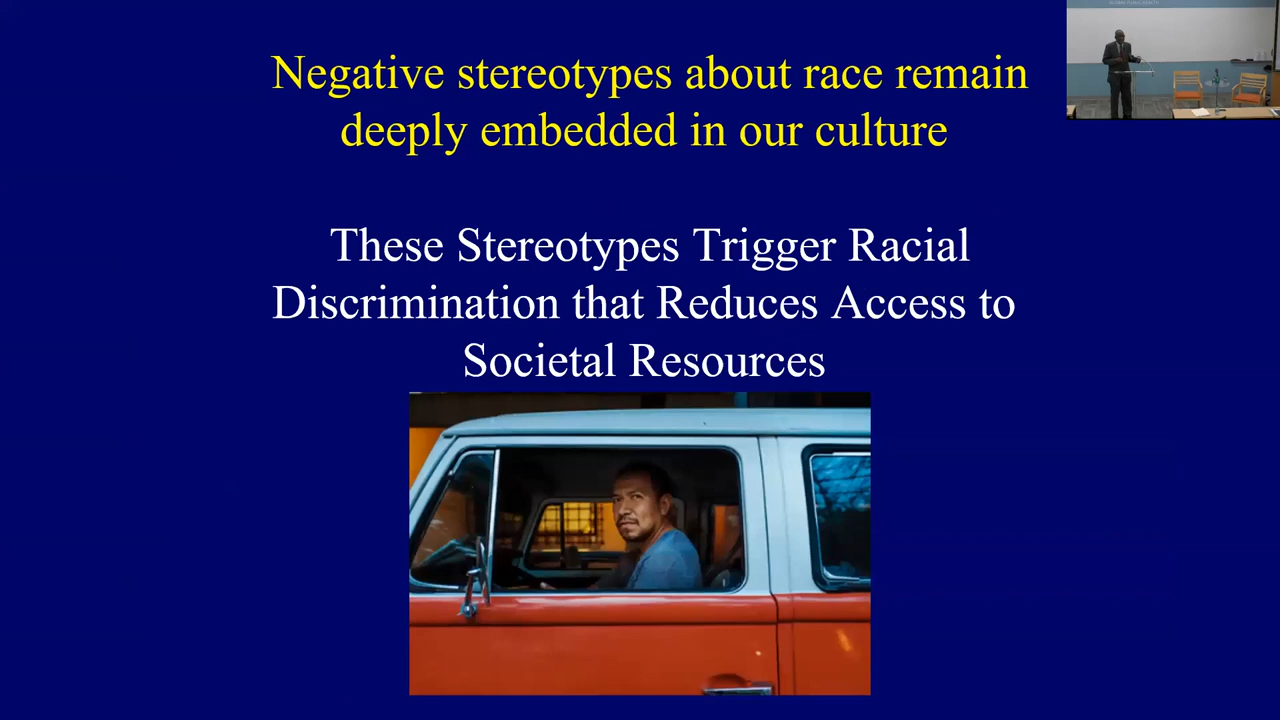 Negative stereotypes about race remain
deeply embedded in our culture
These Stereotypes Trigger Racial
Discrimination that Reduces Access to
Societal Resources